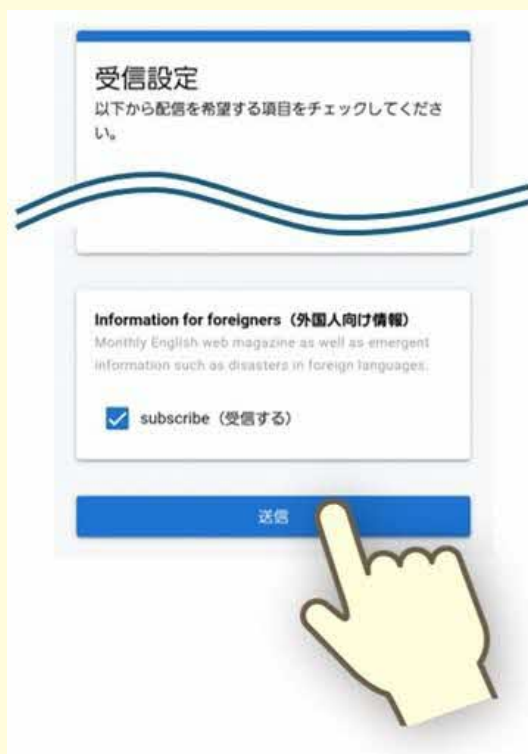 受信設定
以下から配信を希望する項目をチェックしてくださ
い。
Information for foreigners（外国人向け情報）
Monthly English web magazine as well as emergent
information such as disasters in foreign languages.
subscribe（受信する）
送信